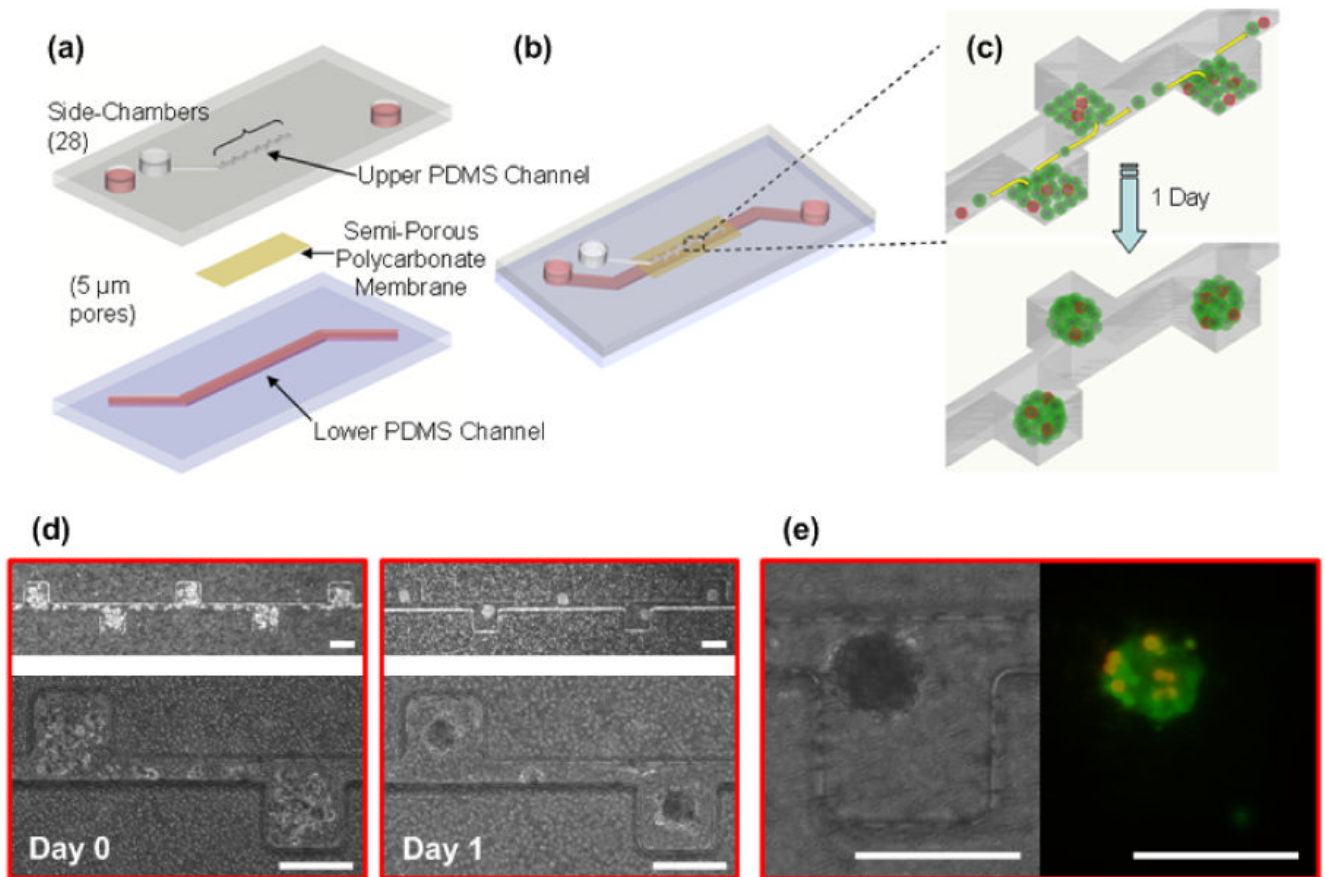 (a)
(b)
(c)
Side-Chambers
(28)
Upper PDMS Channel
Semi-Porous
Polycarbonate
Membrane
(5 µm
pores)
Lower PDMS Channel
1 Day
(d)
(e)
Day 0
Day 1